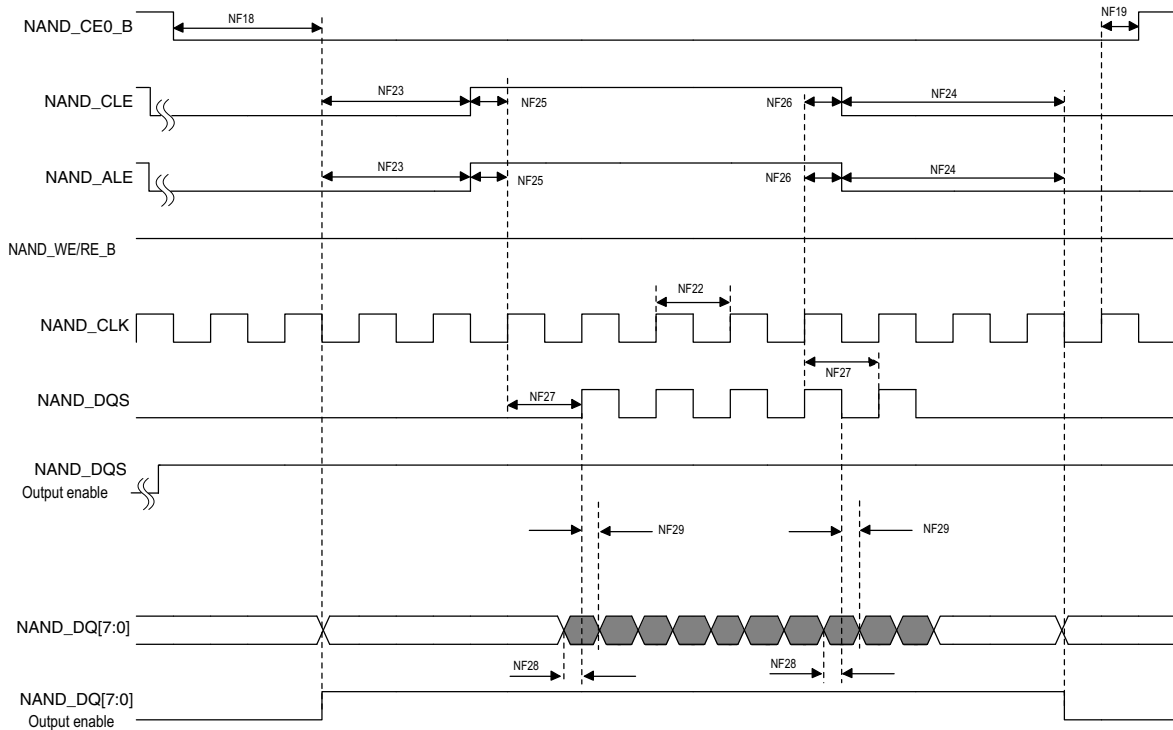 NAND_CE0_B
NF18
NF19
NAND_CLE
NF23
NF25
NF26
NF24
NAND_ALE
NF23
NF25
NF26
NF24
NAND_WE/RE_B
NF22
NAND_CLK
NF27
NAND_DQS
NF27
NAND_DQS
Output enable
NF29
NF29
NAND_DQ[7:0]
NF28
NF28
NAND_DQ[7:0]
Output enable